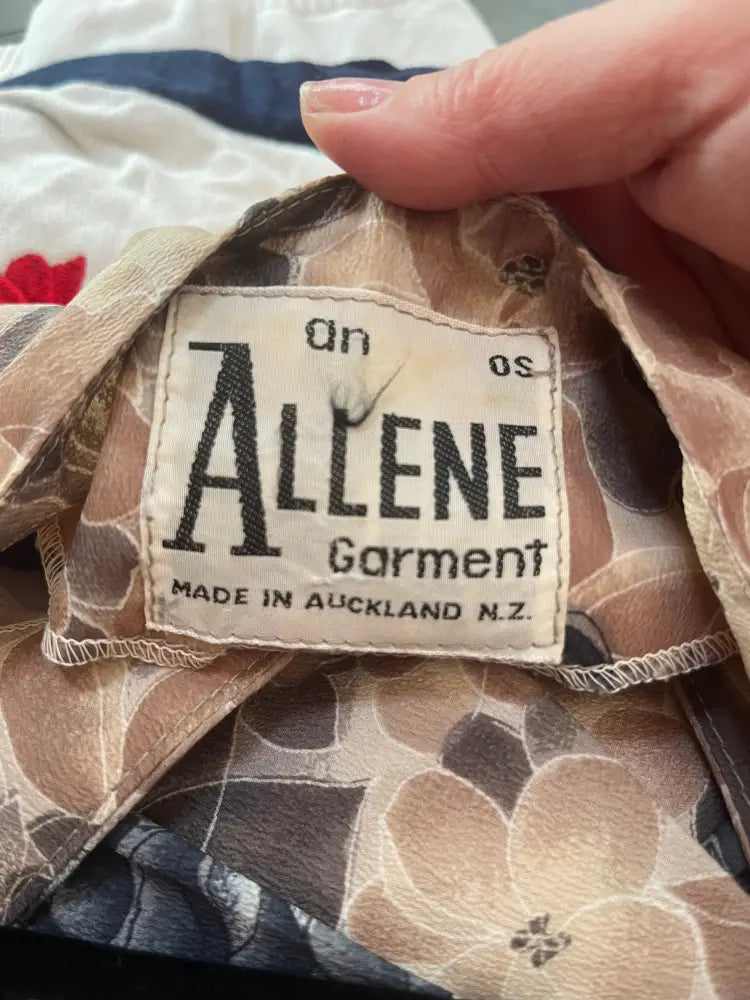 an
OS
ALLENE
Garment
MADE IN AUCKLAND N.Z.